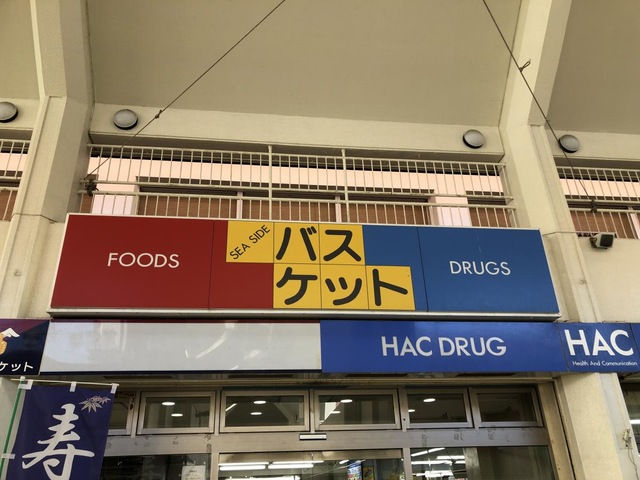 FOODS
SEA SIDE
バス
ケット
DRUGS
HAC DRUG
HAC
Health And Communication
ケット
寿